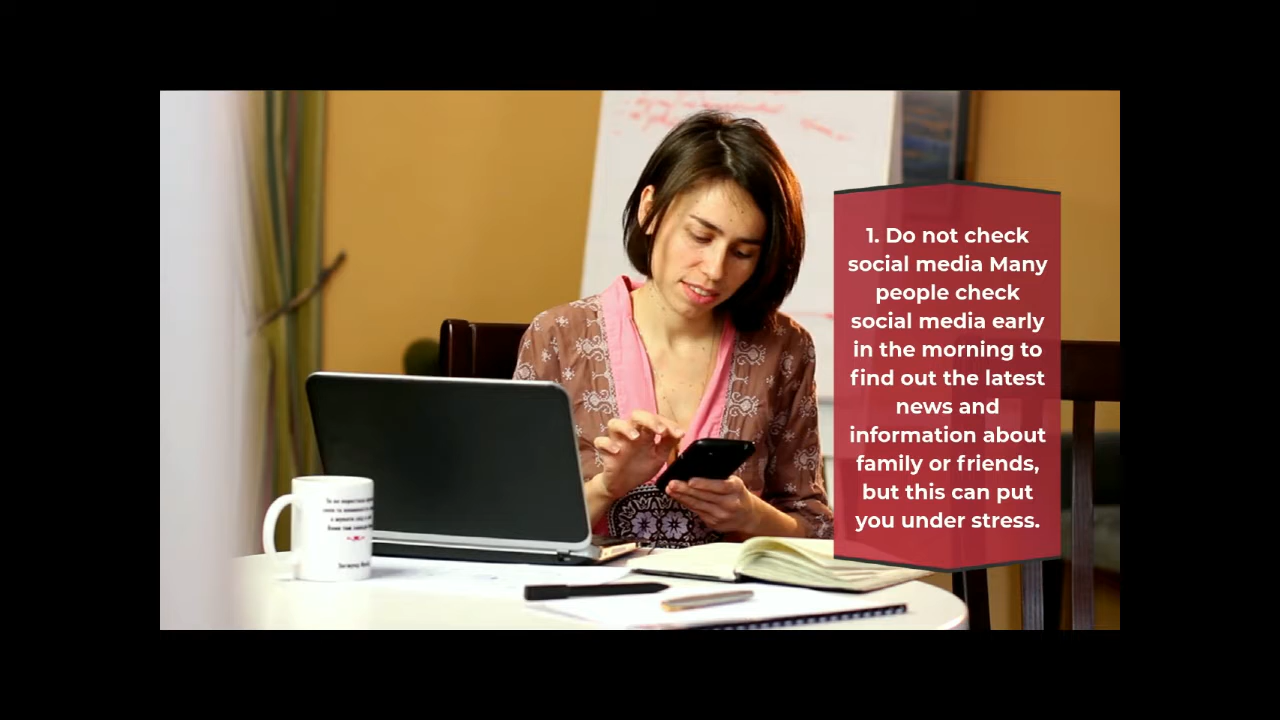 1. Do not check
social media Many
people check
social media early
in the morning to
find out the latest
news and
information about
family or friends,
but this can put
you under stress.